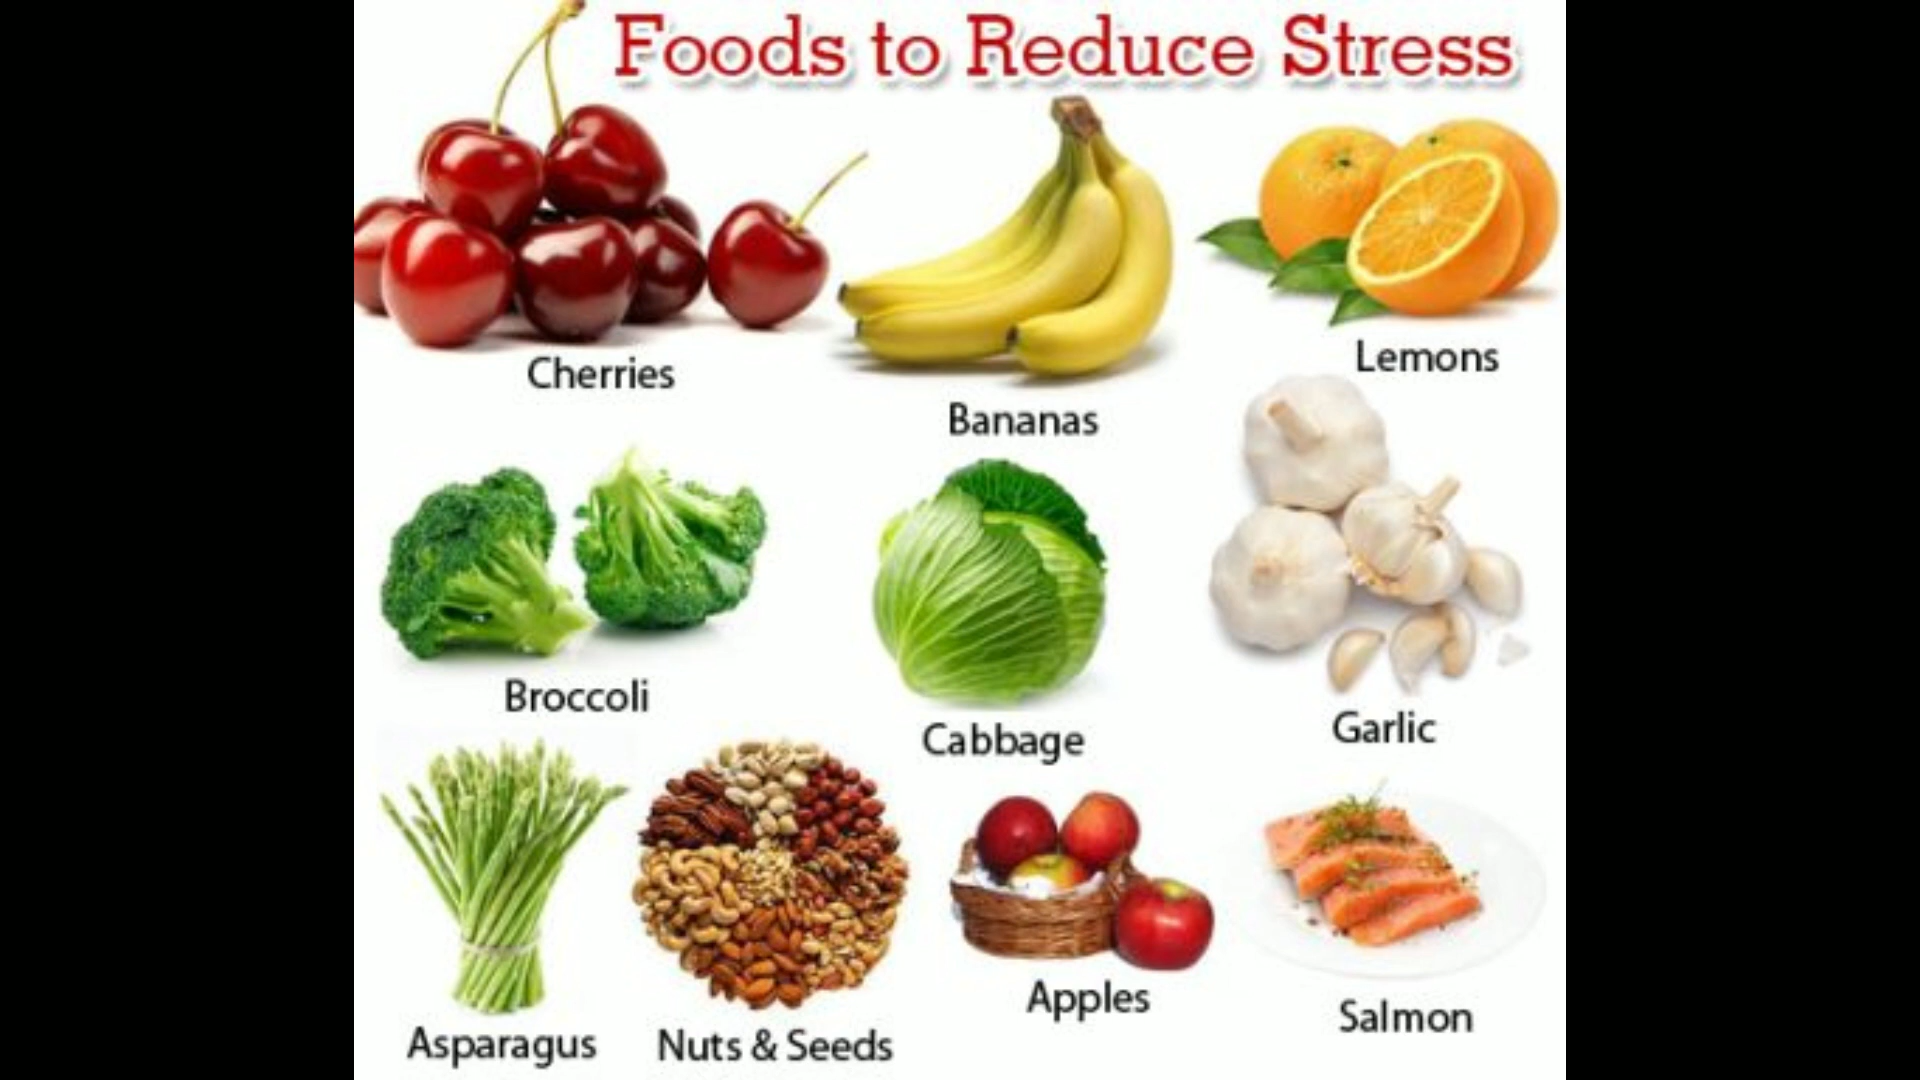 Foods to Reduce Stress
Cherries
Bananas
Lemons
Broccoli
Cabbage
Garlic
Asparagus
Nuts & Seeds
Apples
Salmon